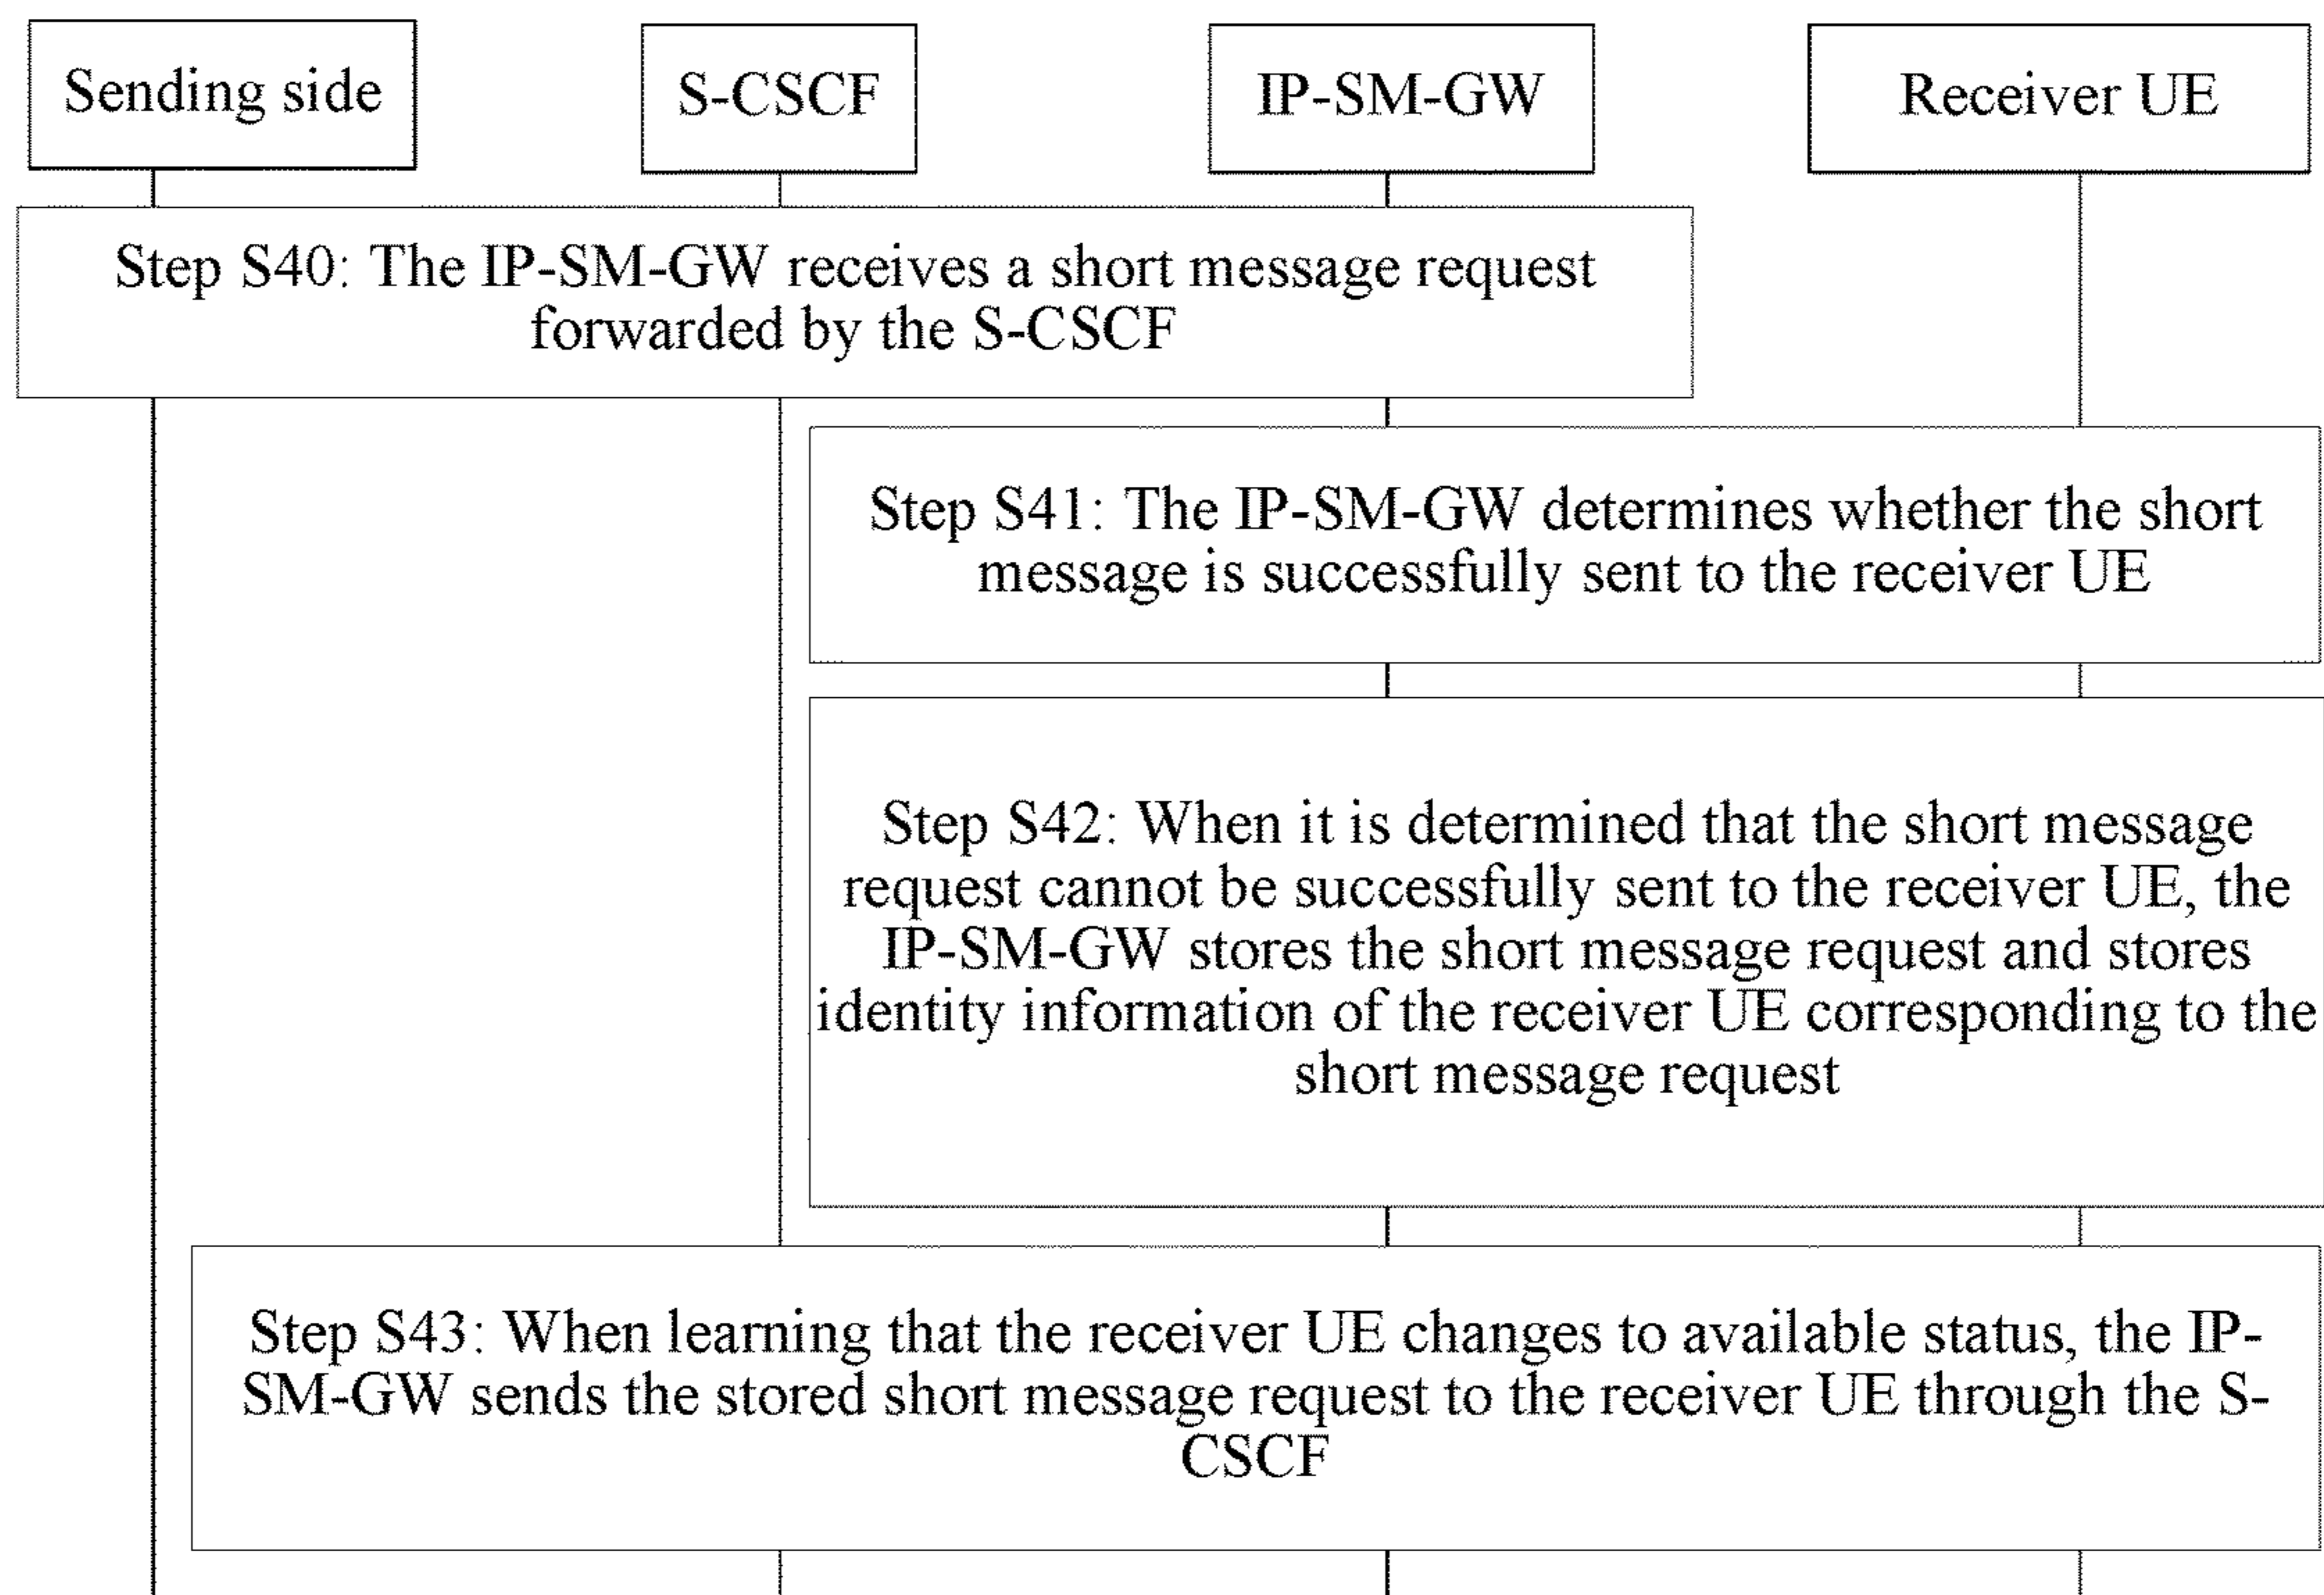 Sending side
S-CSCF
IP-SM-GW
Receiver UE
Step S40: The IP-SM-GW receives a short message request
forwarded by the S-CSCF
Step S41: The IP-SM-GW determines whether the short
message is successfully sent to the receiver UE
Step S42: When it is determined that the short message
request cannot be successfully sent to the receiver UE, the
IP-SM-GW stores the short message request and stores
identity information of the receiver UE corresponding to the
short message request
Step S43: When learning that the receiver UE changes to available status, the IP-
SM-GW sends the stored short message request to the receiver UE through the S-
CSCF